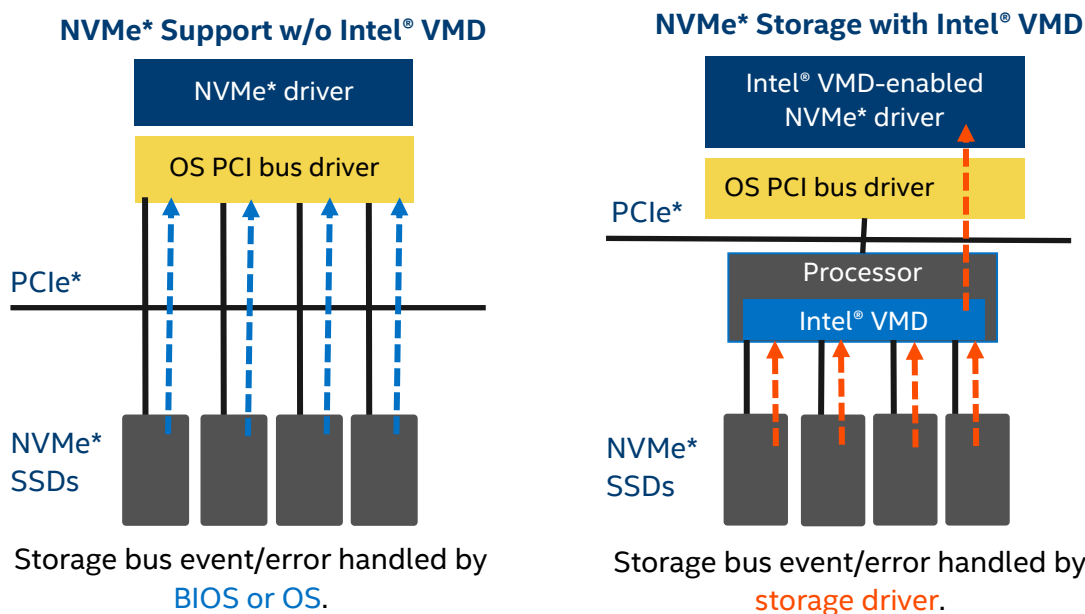 NVMe* Support w/o Intel® VMD
NVMe* driver
OS PCI bus driver
PCIe*
NVMe*
SSDs
Storage bus event/error handled by
BIOS or OS.
NVMe* Storage with Intel® VMD
Intel® VMD-enabled
NVMe* driver
OS PCI bus driver
PCIe*
Processor
Intel® VMD
NVMe*
SSDs
Storage bus event/error handled by
storage driver.